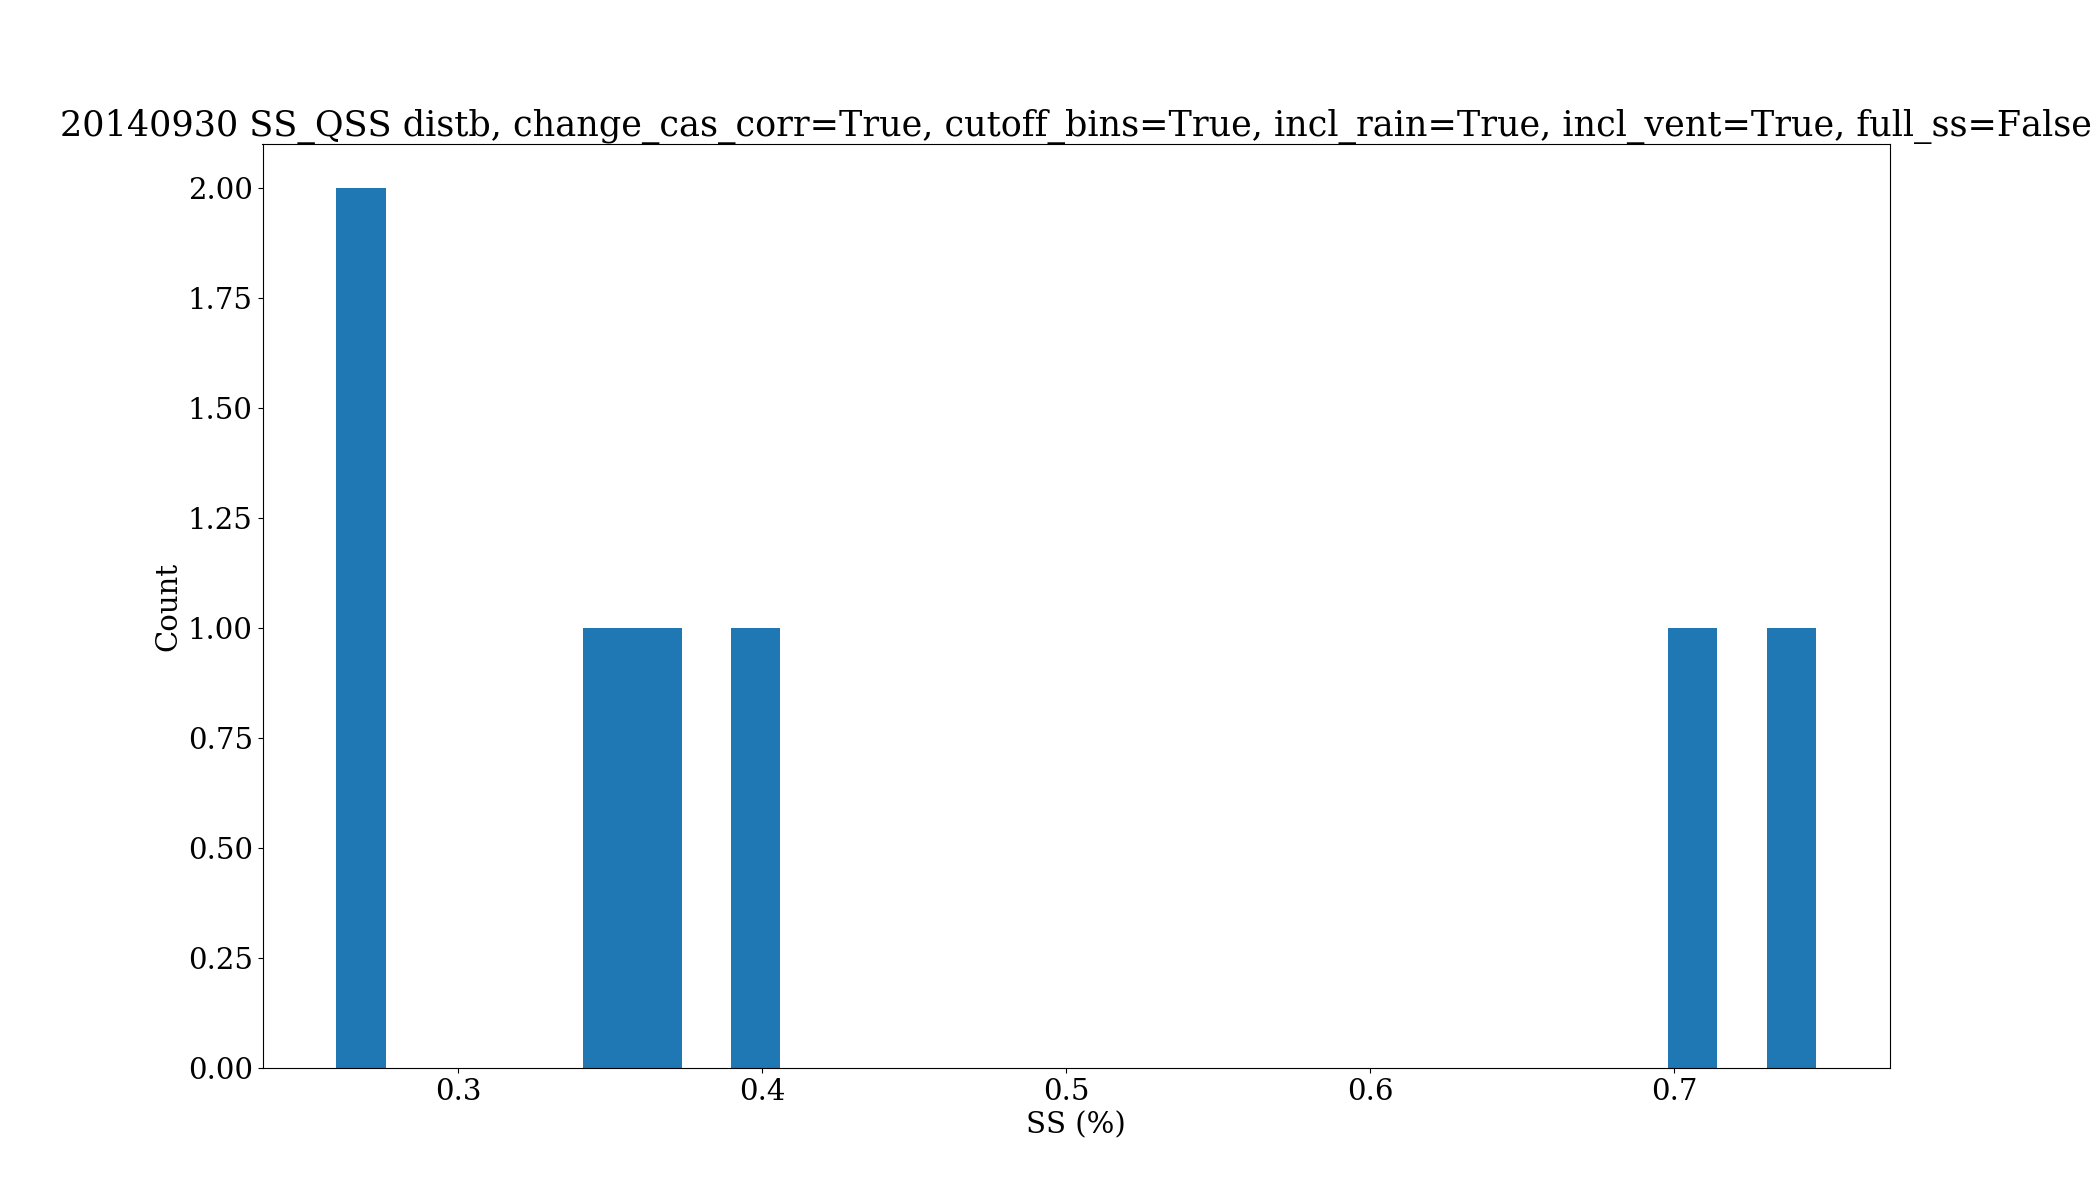 20140930 SS_QSS distb, change_cas_corr=True, cutoff_bins=True, incl_rain=True, incl_vent=True, full_ss=False
2.00
1.75
1.50
1.25
1.00
0.75
0.50
0.25
0.00
Count
0.3 0.4 0.5 0.6 0.7
SS (%)